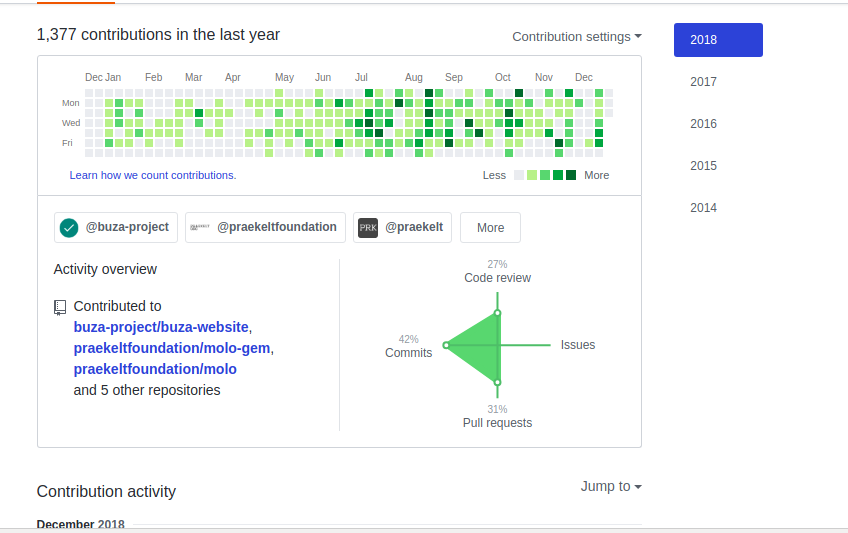 1,377 contributions in the last year
Contribution settings
2018
2017
2016
2015
2014
Dec Jan Feb Mar Apr May Jun Jul Aug Sep Oct Nov Dec
Mon
Wed
Fri
Learn how we count contributions.
Less More
@buza-project @praekeltfoundation PRK @praekelt More
Activity overview
Contributed to
buza-project/buza-website,
praekeltfoundation/molo-gem,
praekeltfoundation/molo
and 5 other repositories
27%
Code review
42%
Commits
Issues
31%
Pull requests
Contribution activity
Jump to
December 2018